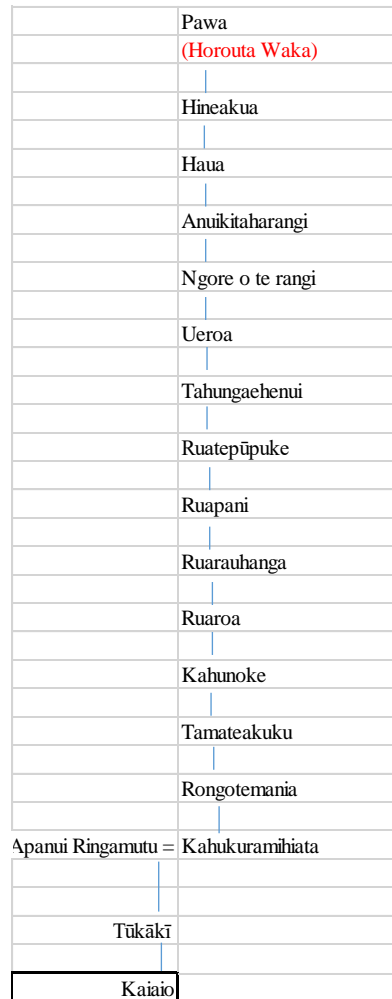 Pawa
(Horouta Waka)
Hineakua
Haua
Anuikitaharangi
Ngore o te rangi
Ueroa
Tahungaehenui
Ruatepūpuke
Ruapani
Ruarauhanga
Ruaroa
Kahunoke
Tamateakuku
Rongotemania
Apanui Ringamutu = Kahukuramihiata
Tūkākī
Kaiaio